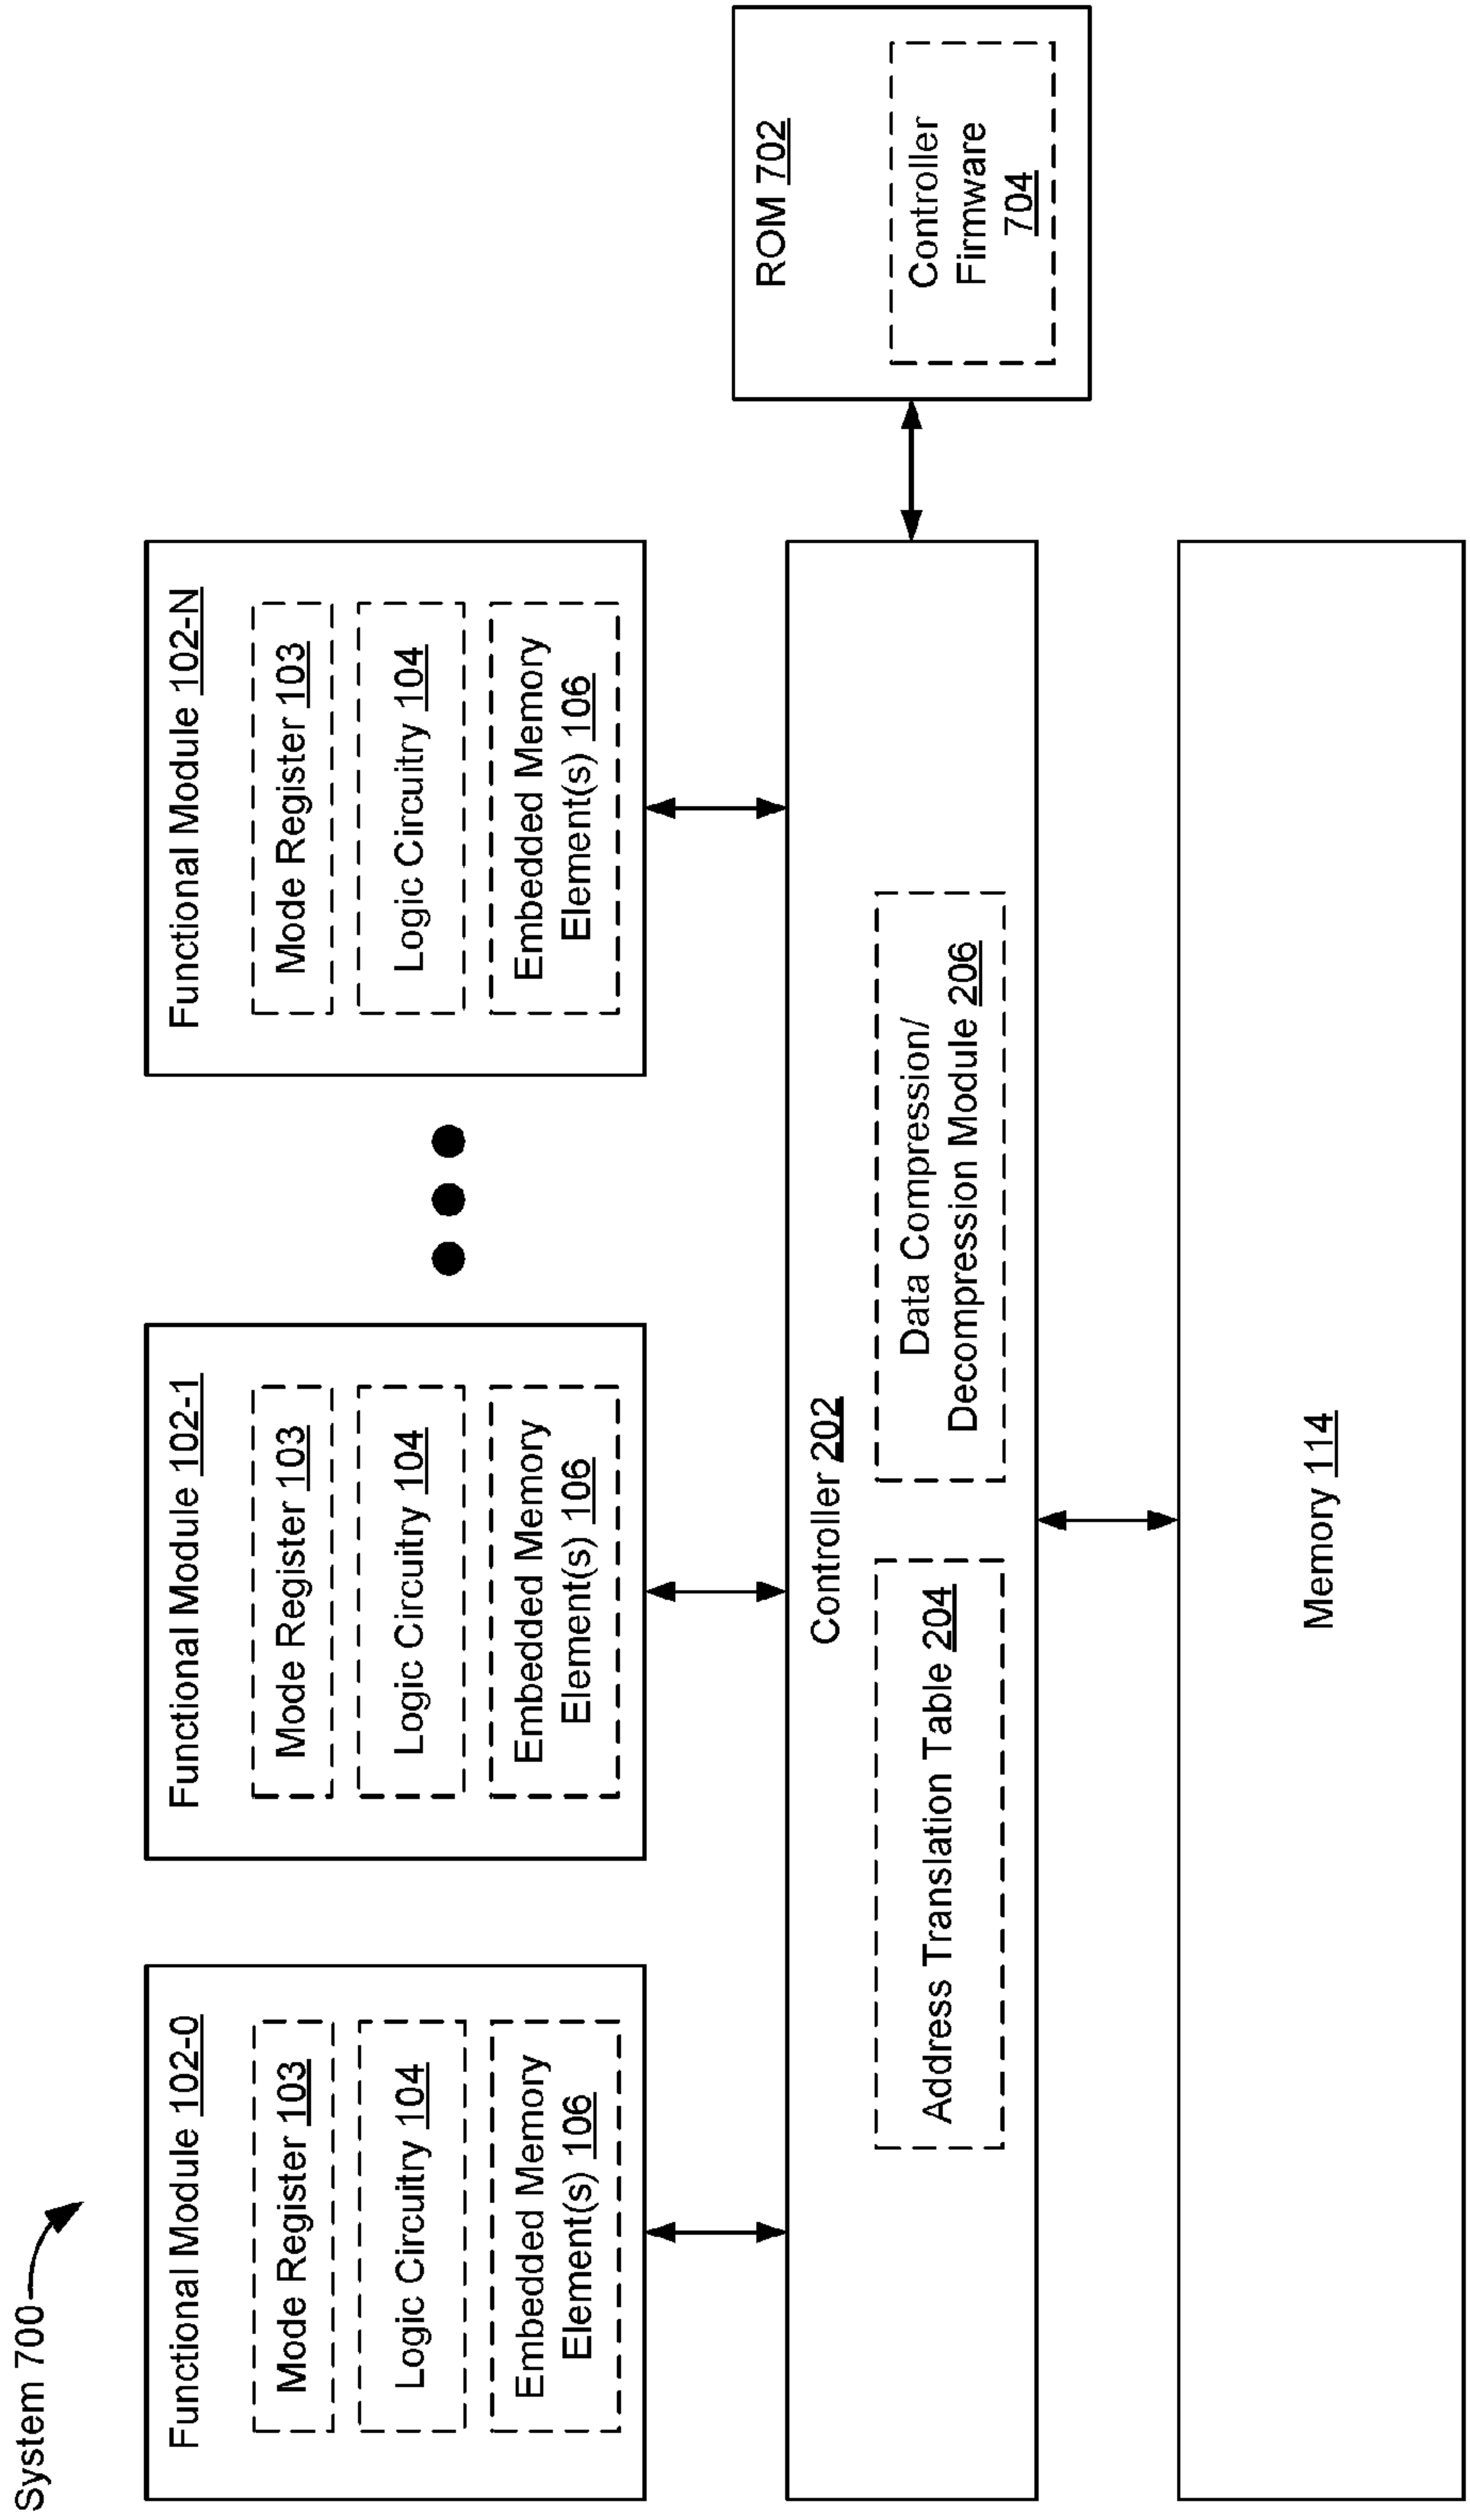 System 700
Functional Module 102-0
Mode Register 103
Logic Circuitry 104
Embedded Memory
Element(s) 106
Functional Module 102-1
Mode Register 103
Logic Circuitry 104
Embedded Memory
Element(s) 106
Functional Module 102-N
Mode Register 103
Logic Circuitry 104
Embedded Memory
Element(s) 106
Controller 202
Address Translation Table 204
Data Compression/
Decompression Module 206
ROM 702
Controller
Firmware
704
Memory 114